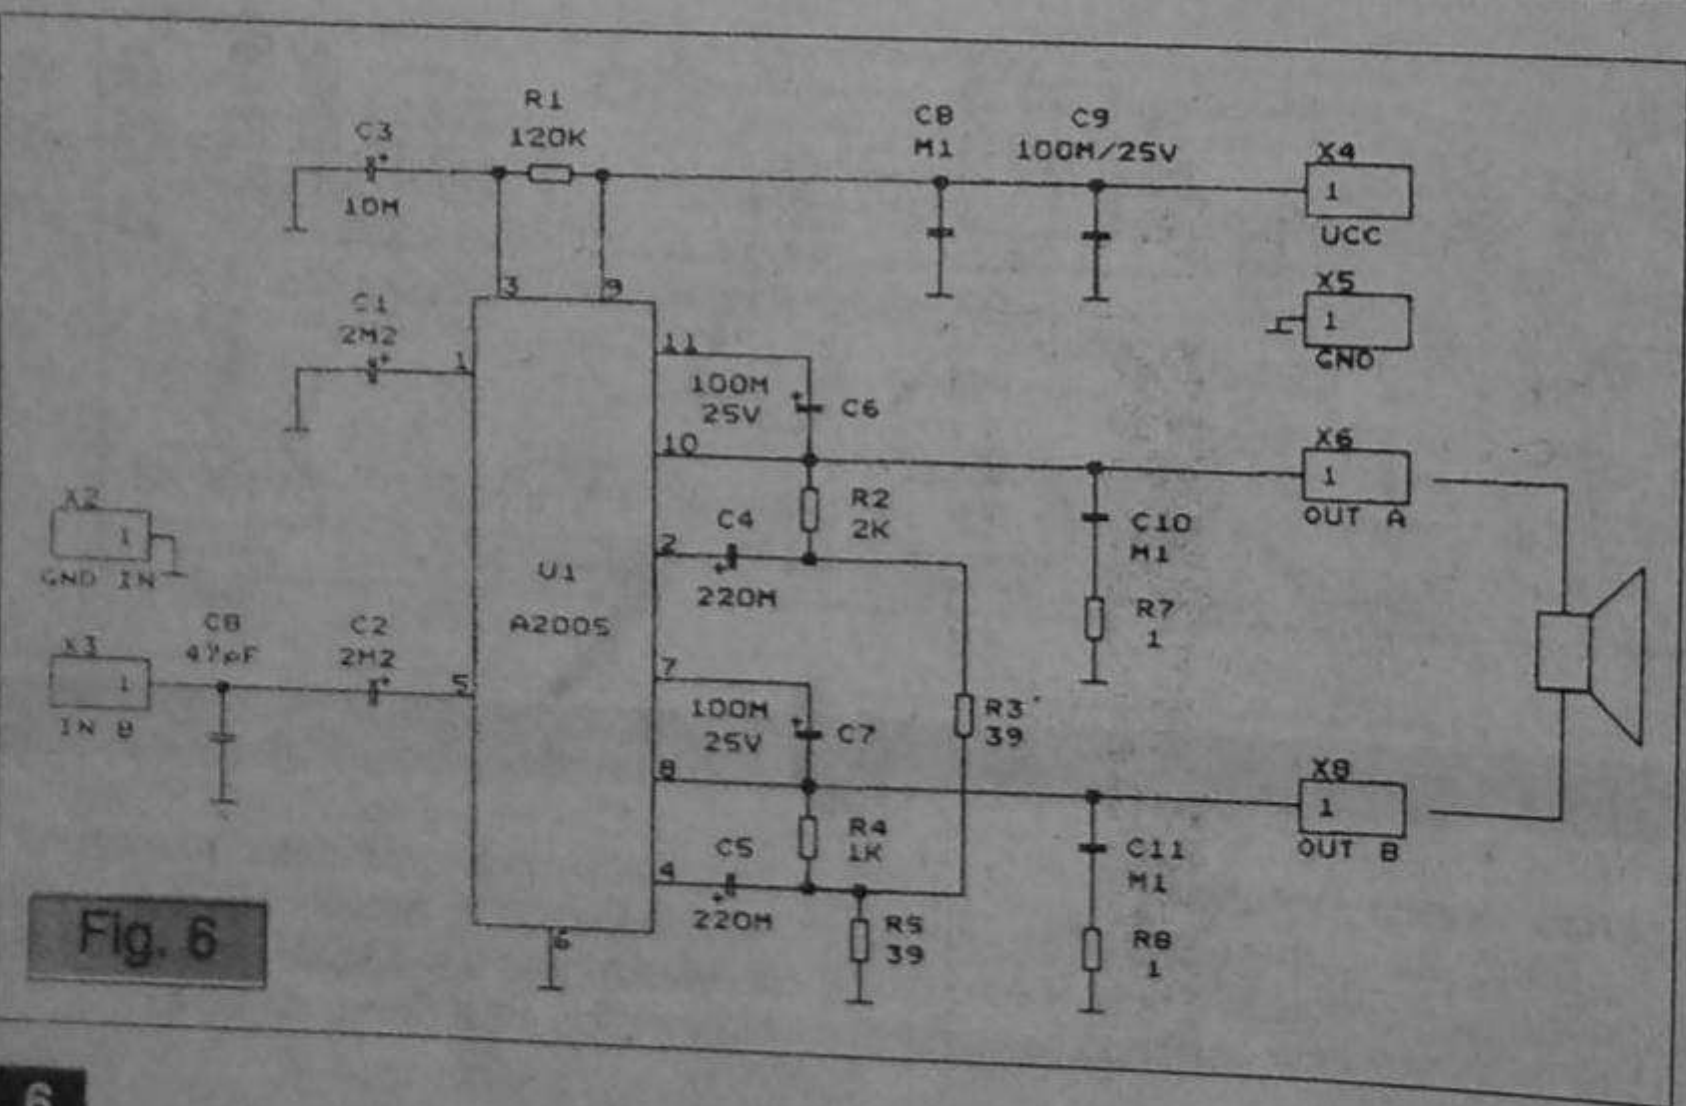 R1
120K
C3
10M
C8
M1
C9
100M/25V
X4
1
UCC
3
9
C1
2M2
1
X5
1
GND
11
100M
25V
C6
10
X6
1
OUT A
X2
1
GND IN
R2
2K
C4
2
220M
C10
M1
U1
A2005
R7
1
X3
1
IN B
C8
47pF
C2
2M2
5
7
100M
25V
C7
R3
39
8
X8
1
OUT B
R4
1K
C5
4
220M
C11
M1
R5
39
R8
1
6
Fig. 6
6